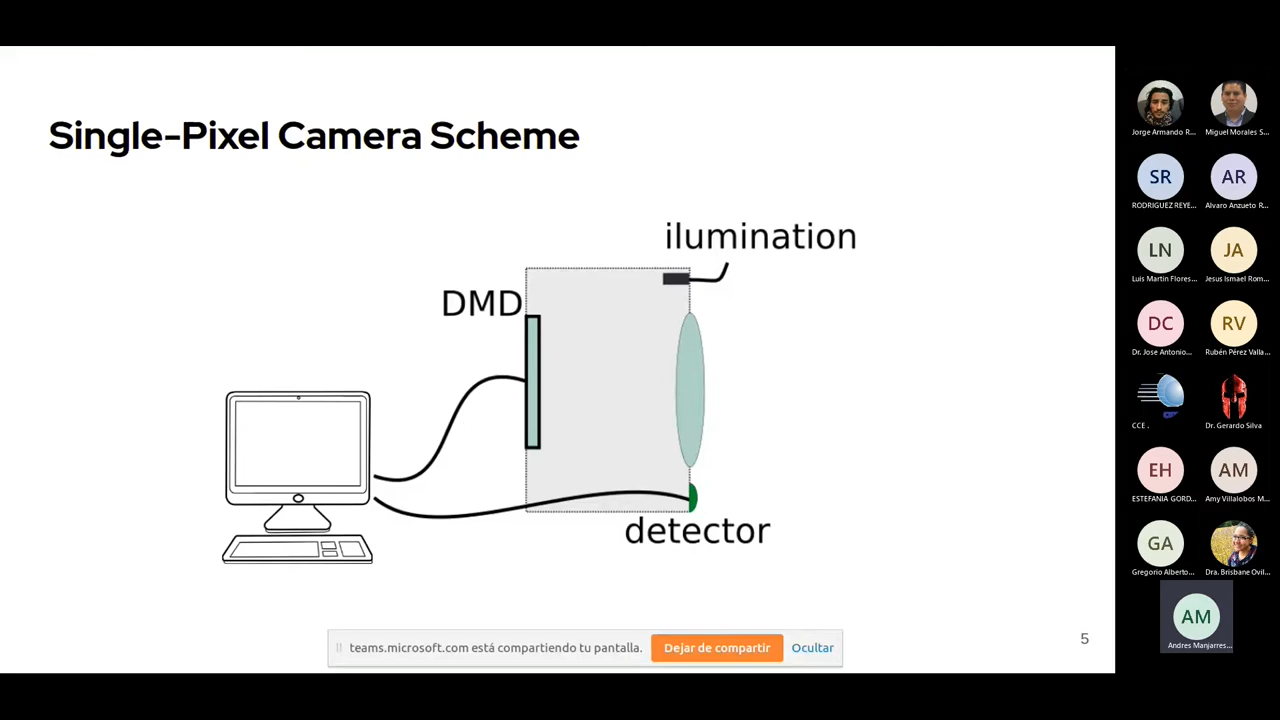 Single-Pixel Camera Scheme
ilumination
DMD
detector
teams.microsoft.com está compartiendo tu pantalla. Dejar de compartir Ocultar
5
Jorge Armando R... Miguel Morales S...
SR AR
RODRIGUEZ REYE... Alvaro Anzueto R...
LN JA
Luis Martin Flores... Jesus Ismael Rom...
DC RV
Dr. Jose Antonio... Rubén Pérez Valla...
CCE . Dr. Gerardo Silva
EH AM
ESTEFANIA GORD... Amy Villalobos M...
GA
Gregorio Alberto... Dra. Brisbane Ovil...
AM
Andres Manjarres...